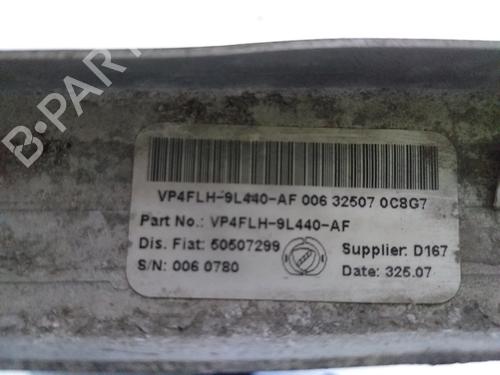 B-PARTS
VP4FLH-9L440-AF 006 32507 0C8G7
Part No.: VP4FLH-9L440-AF
Dis. Fiat: 50507299 Supplier: D167
S/N: 006 0780 Date: 325.07